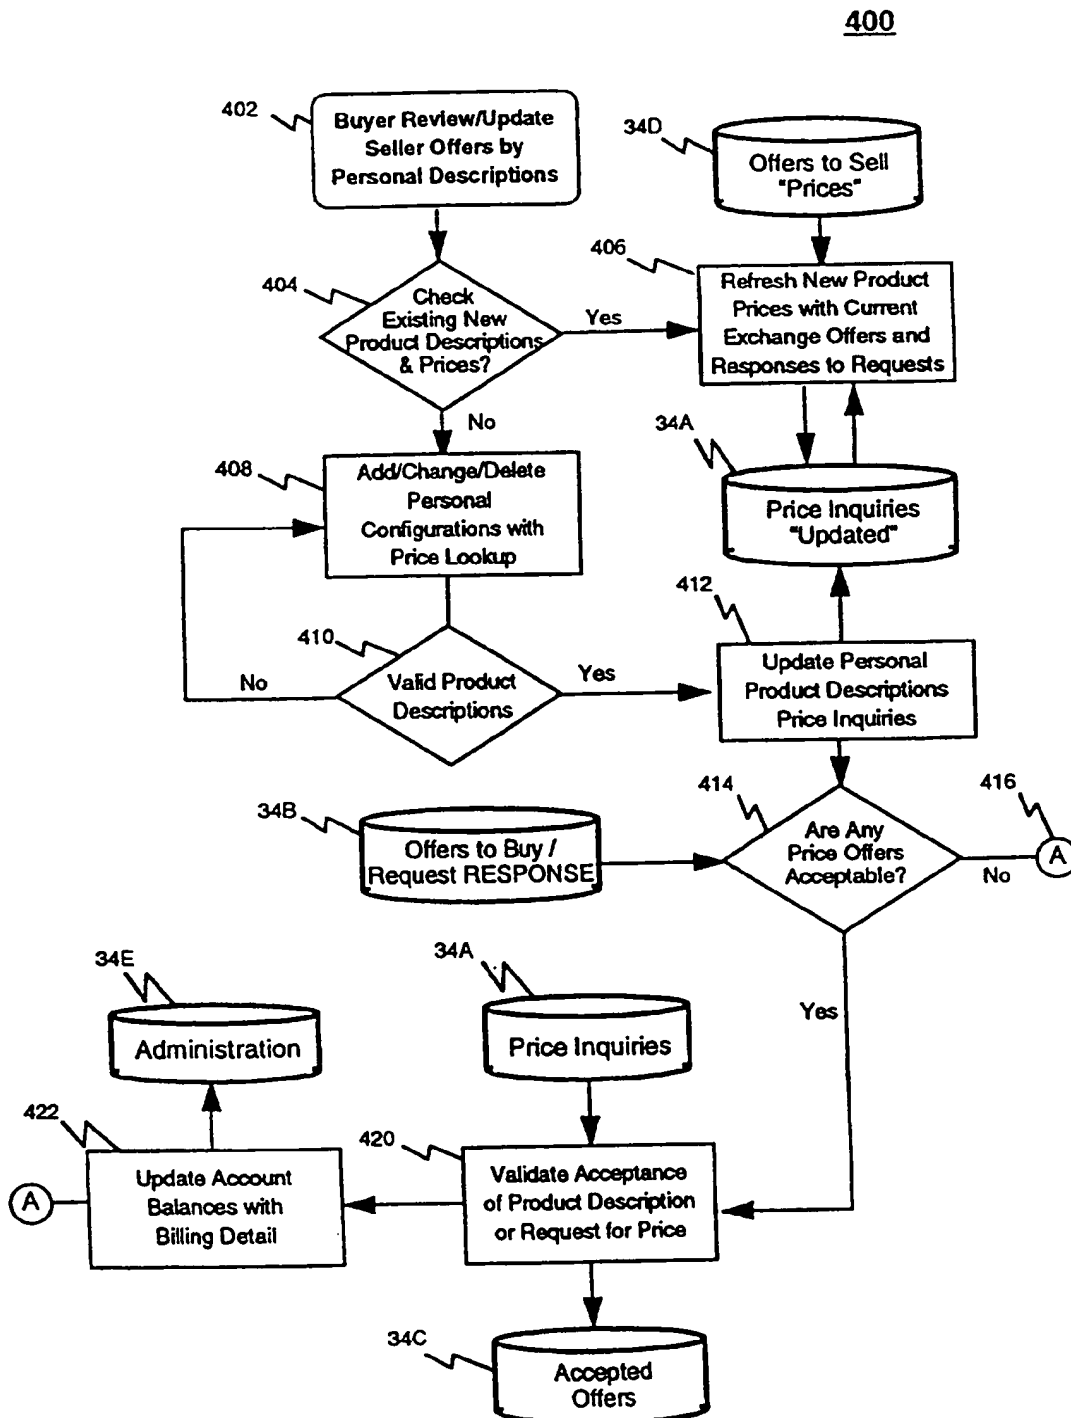 400
402
Buyer Review/Update
Seller Offers by
Personal Descriptions
34D
Offers to Sell
"Prices"
404
Check
Existing New
Product Descriptions
& Prices?
Yes
No
406
Refresh New Product
Prices with Current
Exchange Offers and
Responses to Requests
34A
Price Inquiries
"Updated"
408
Add/Change/Delete
Personal
Configurations with
Price Lookup
410
Valid Product
Descriptions
No
Yes
412
Update Personal
Product Descriptions
Price Inquiries
34B
Offers to Buy /
Request RESPONSE
414
Are Any
Price Offers
Acceptable?
No
416
A
Yes
34E
Administration
34A
Price Inquiries
422
Update Account
Balances with
Billing Detail
A
420
Validate Acceptance
of Product Description
or Request for Price
34C
Accepted
Offers